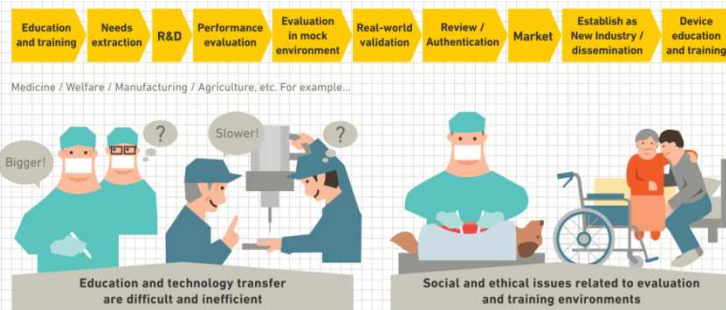 Education
and training
Needs
extraction
R&D
Performance
evaluation
Evaluation
in mock
environment
Real-world
validation
Review /
Authentication
Market
Establish as
New Industry /
dissemination
Device
education
and training
Medicine / Welfare / Manufacturing / Agriculture, etc. For example...
Bigger!
?
Slower!
?
Education and technology transfer
are difficult and inefficient
Social and ethical issues related to evaluation
and training environments